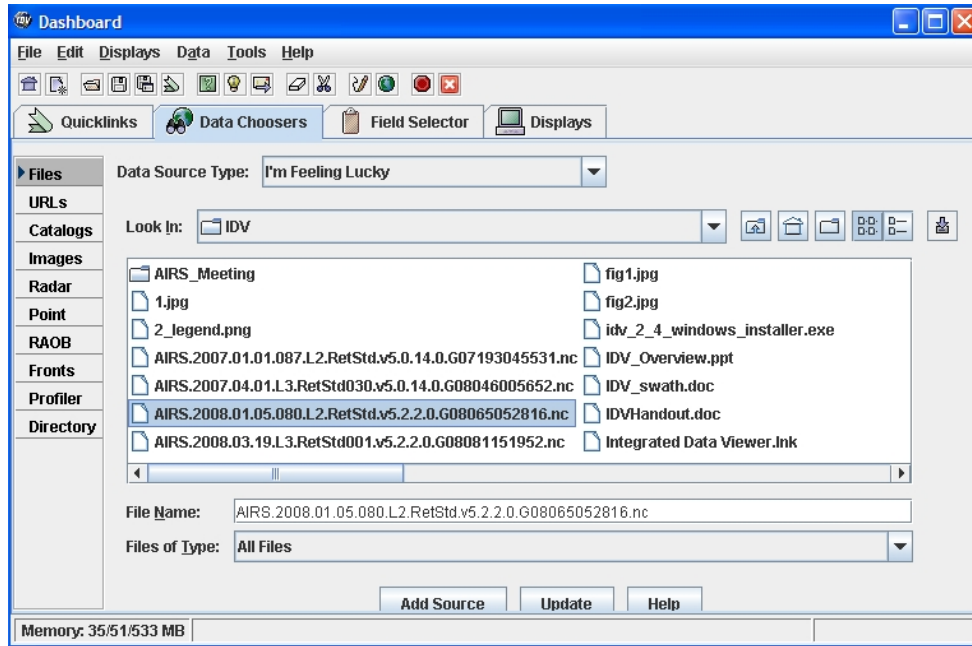 IDV Dashboard
File Edit Displays Data Tools Help
Quicklinks Data Choosers Field Selector Displays
Files
URLs
Catalogs
Images
Radar
Point
RAOB
Fronts
Profiler
Directory
Data Source Type: I'm Feeling Lucky
Look In: IDV
AIRS_Meeting
1.jpg
2_legend.png
AIRS.2007.01.01.087.L2.RetStd.v5.0.14.0.G07193045531.nc
AIRS.2007.04.01.L3.RetStd030.v5.0.14.0.G08046005652.nc
AIRS.2008.01.05.080.L2.RetStd.v5.2.2.0.G08065052816.nc
AIRS.2008.03.19.L3.RetStd001.v5.2.2.0.G08081151952.nc
fig1.jpg
fig2.jpg
idv_2_4_windows_installer.exe
IDV_Overview.ppt
IDV_swath.doc
IDVHandout.doc
Integrated Data Viewer.lnk
File Name: AIRS.2008.01.05.080.L2.RetStd.v5.2.2.0.G08065052816.nc
Files of Type: All Files
Add Source Update Help
Memory: 35/51/533 MB